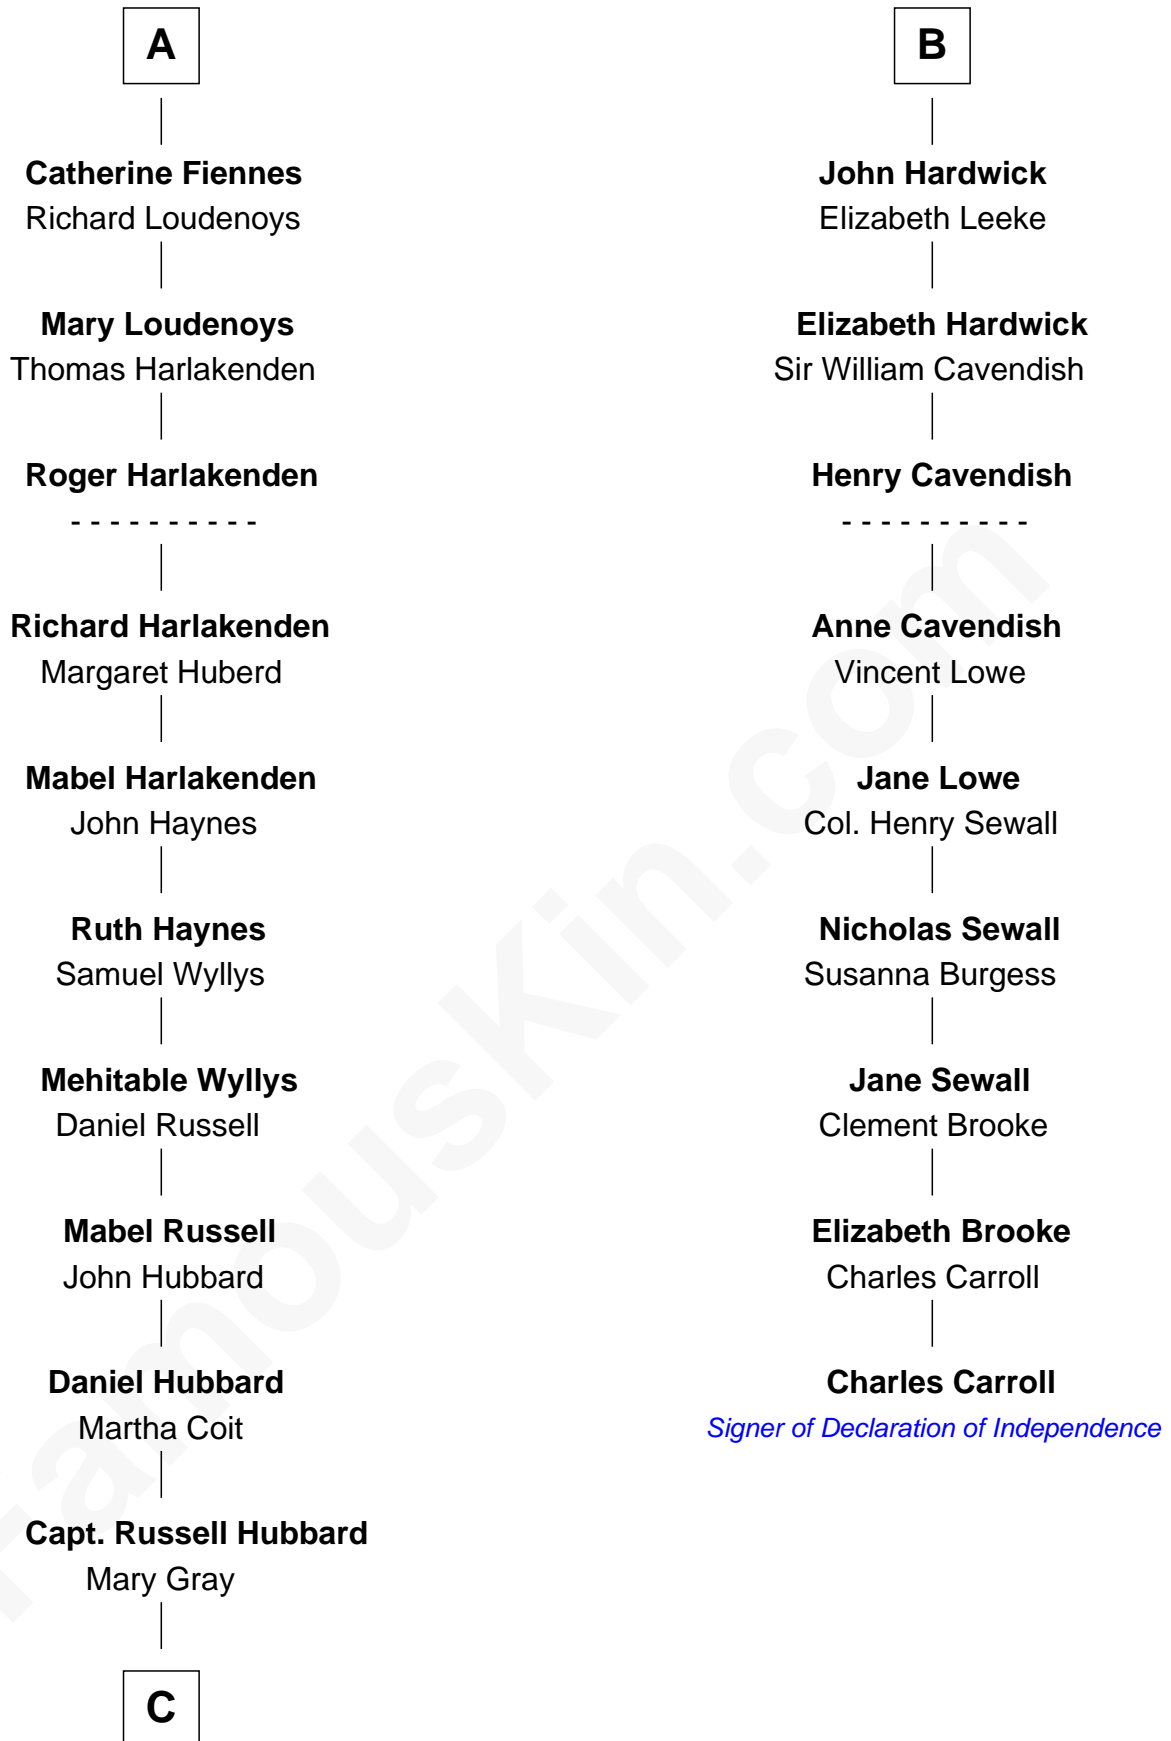 A
Catherine Fiennes
Richard Loudenoys
Mary Loudenoys
Thomas Harlakenden
Roger Harlakenden
- - - - - - - - - -
Richard Harlakenden
Margaret Huberd
Mabel Harlakenden
John Haynes
Ruth Haynes
Samuel Wyllys
Mehitable Wyllys
Daniel Russell
Mabel Russell
John Hubbard
Daniel Hubbard
Martha Coit
Capt. Russell Hubbard
Mary Gray
C
B
John Hardwick
Elizabeth Leeke
Elizabeth Hardwick
Sir William Cavendish
Henry Cavendish
- - - - - - - - - -
Anne Cavendish
Vincent Lowe
Jane Lowe
Col. Henry Sewall
Nicholas Sewall
Susanna Burgess
Jane Sewall
Clement Brooke
Elizabeth Brooke
Charles Carroll
Charles Carroll
Signer of Declaration of Independence
FamousKin.com